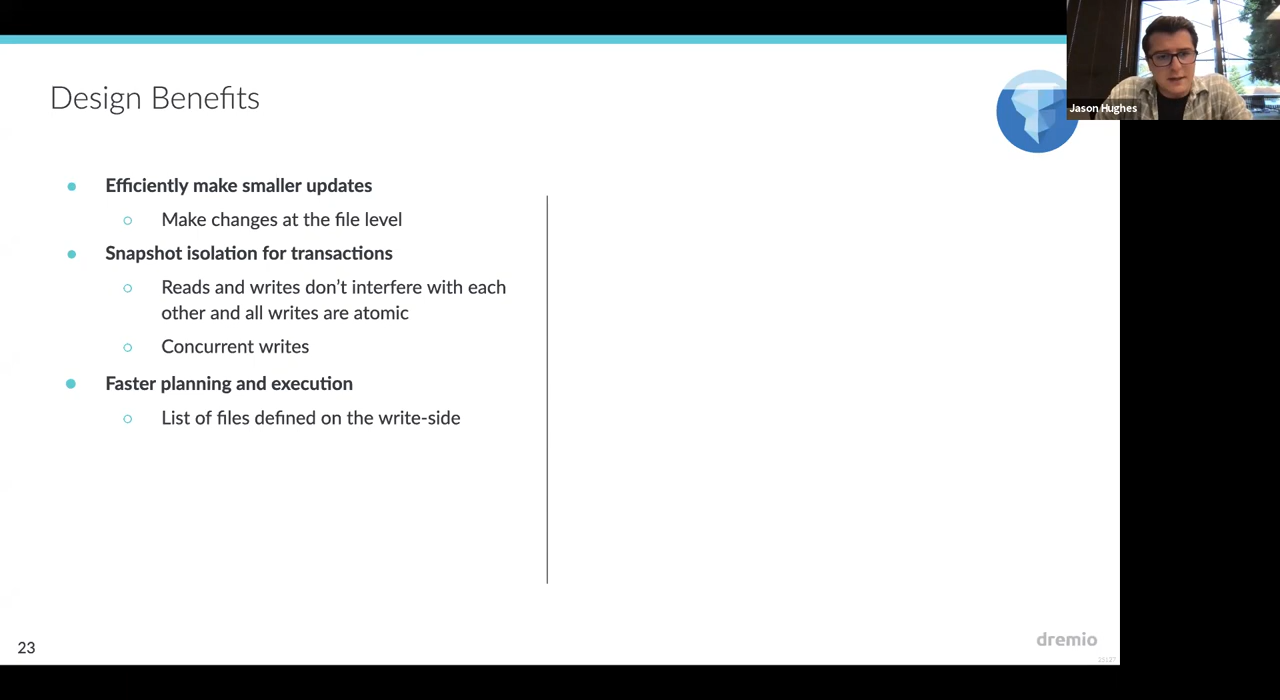 Design Benefits
Jason Hughes
Efficiently make smaller updates
Make changes at the file level
Snapshot isolation for transactions
Reads and writes don’t interfere with each
other and all writes are atomic
Concurrent writes
Faster planning and execution
List of files defined on the write-side
23
dremio